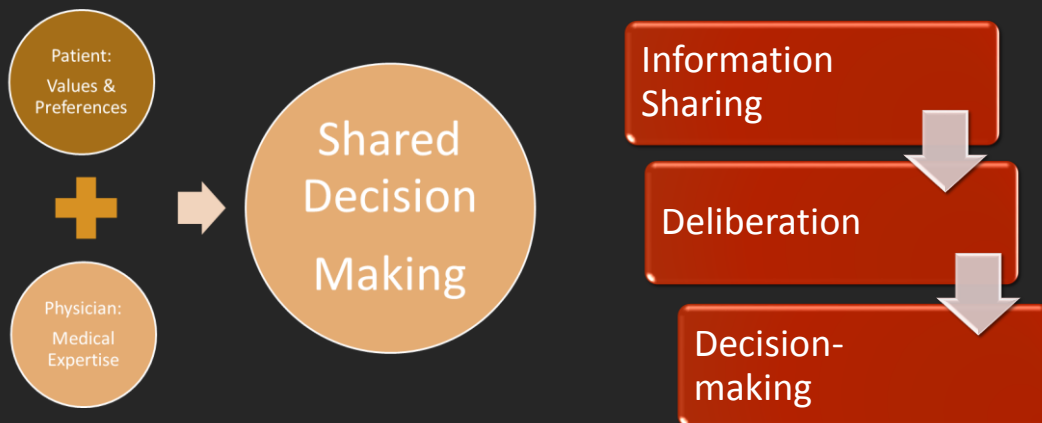 Patient:
Values &
Preferences
Physician:
Medical
Expertise
Shared
Decision
Making
Information
Sharing
Deliberation
Decision-
making